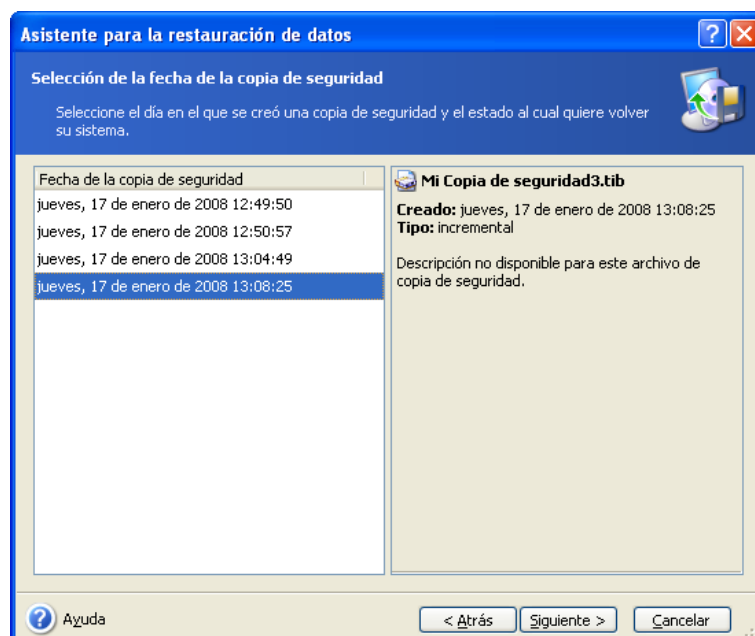 Asistente para la restauración de datos
Selección de la fecha de la copia de seguridad
Seleccione el día en el que se creó una copia de seguridad y el estado al cual quiere volver
su sistema.
Fecha de la copia de seguridad
jueves, 17 de enero de 2008 12:49:50
jueves, 17 de enero de 2008 12:50:57
jueves, 17 de enero de 2008 13:04:49
jueves, 17 de enero de 2008 13:08:25
Mi Copia de seguridad3.tib
Creado: jueves, 17 de enero de 2008 13:08:25
Tipo: incremental
Descripción no disponible para este archivo de
copia de seguridad.
? Ayuda
< Atrás
Siguiente >
Cancelar